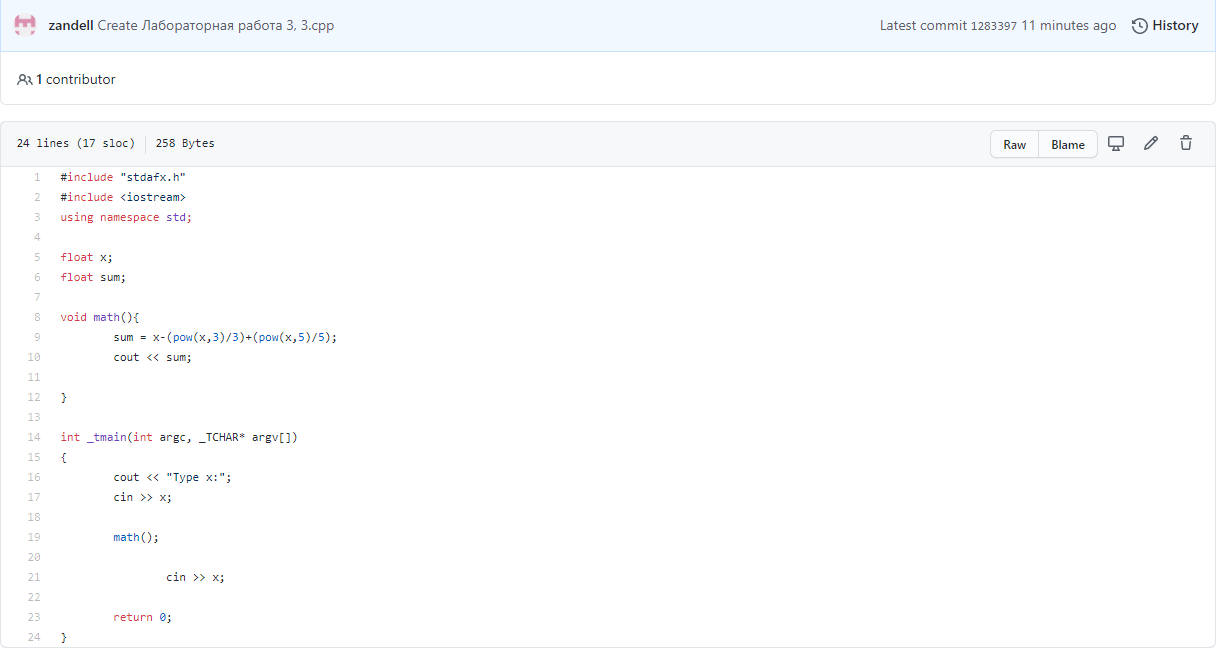 zandell Create Лабораторная работа 3, 3.cpp Latest commit 1283397 11 minutes ago History
1 contributor
24 lines (17 sloc) 258 Bytes Raw Blame
1 #include "stdafx.h"
2 #include <iostream>
3 using namespace std;
4
5 float x;
6 float sum;
7
8 void math(){
9 sum = x-(pow(x,3)/3)+(pow(x,5)/5);
10 cout << sum;
11
12 }
13
14 int _tmain(int argc, _TCHAR* argv[])
15 {
16 cout << "Type x:";
17 cin >> x;
18
19 math();
20
21 cin >> x;
22
23 return 0;
24 }